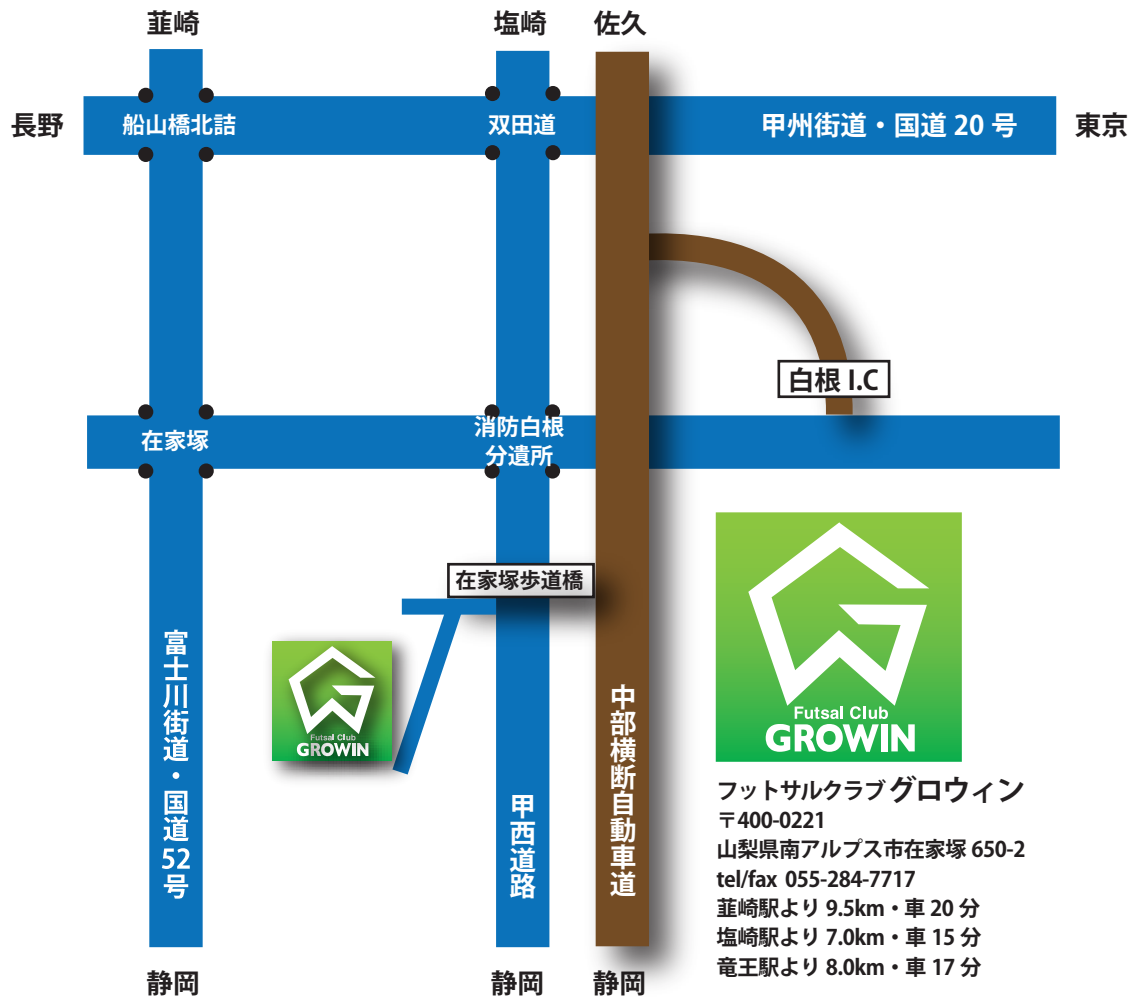 韮崎
塩崎
佐久
長野
船山橋北詰
双田道
甲州街道・国道 20 号
東京
白根 I.C
在家塚
消防白根
分遺所
在家塚歩道橋
富士川街道・国道52号
Futsal Club
GROWIN
甲西道路
中部横断自動車道
Futsal Club
GROWIN
フットサルクラブ グロウィン
〒400-0221
山梨県南アルプス市在家塚 650-2
tel/fax 055-284-7717
韮崎駅より 9.5km・車 20 分
塩崎駅より 7.0km・車 15 分
竜王駅より 8.0km・車 17 分
静岡
静岡
静岡